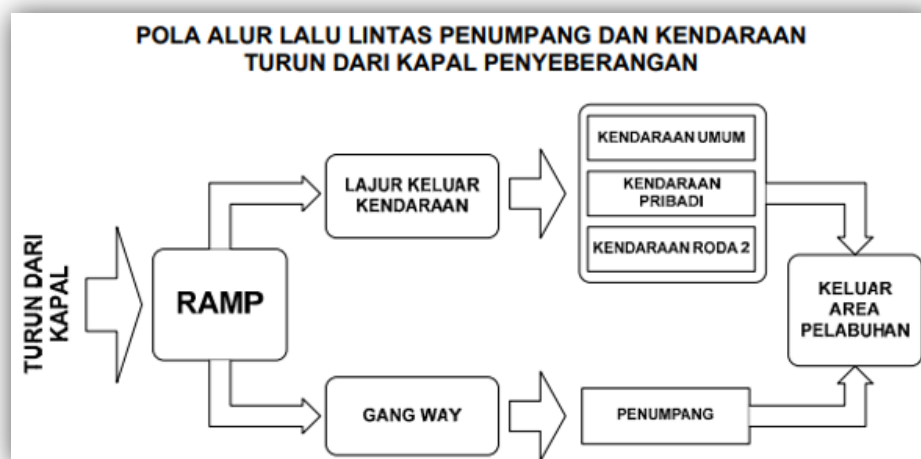 POLA ALUR LALU LINTAS PENUMPANG DAN KENDARAAN
TURUN DARI KAPAL PENYEBERANGAN
TURUN DARI
KAPAL
RAMP
LAJUR KELUAR
KENDARAAN
KENDARAAN UMUM
KENDARAAN
PRIBADI
KENDARAAN RODA 2
GANG WAY
PENUMPANG
KELUAR
AREA
PELABUHAN